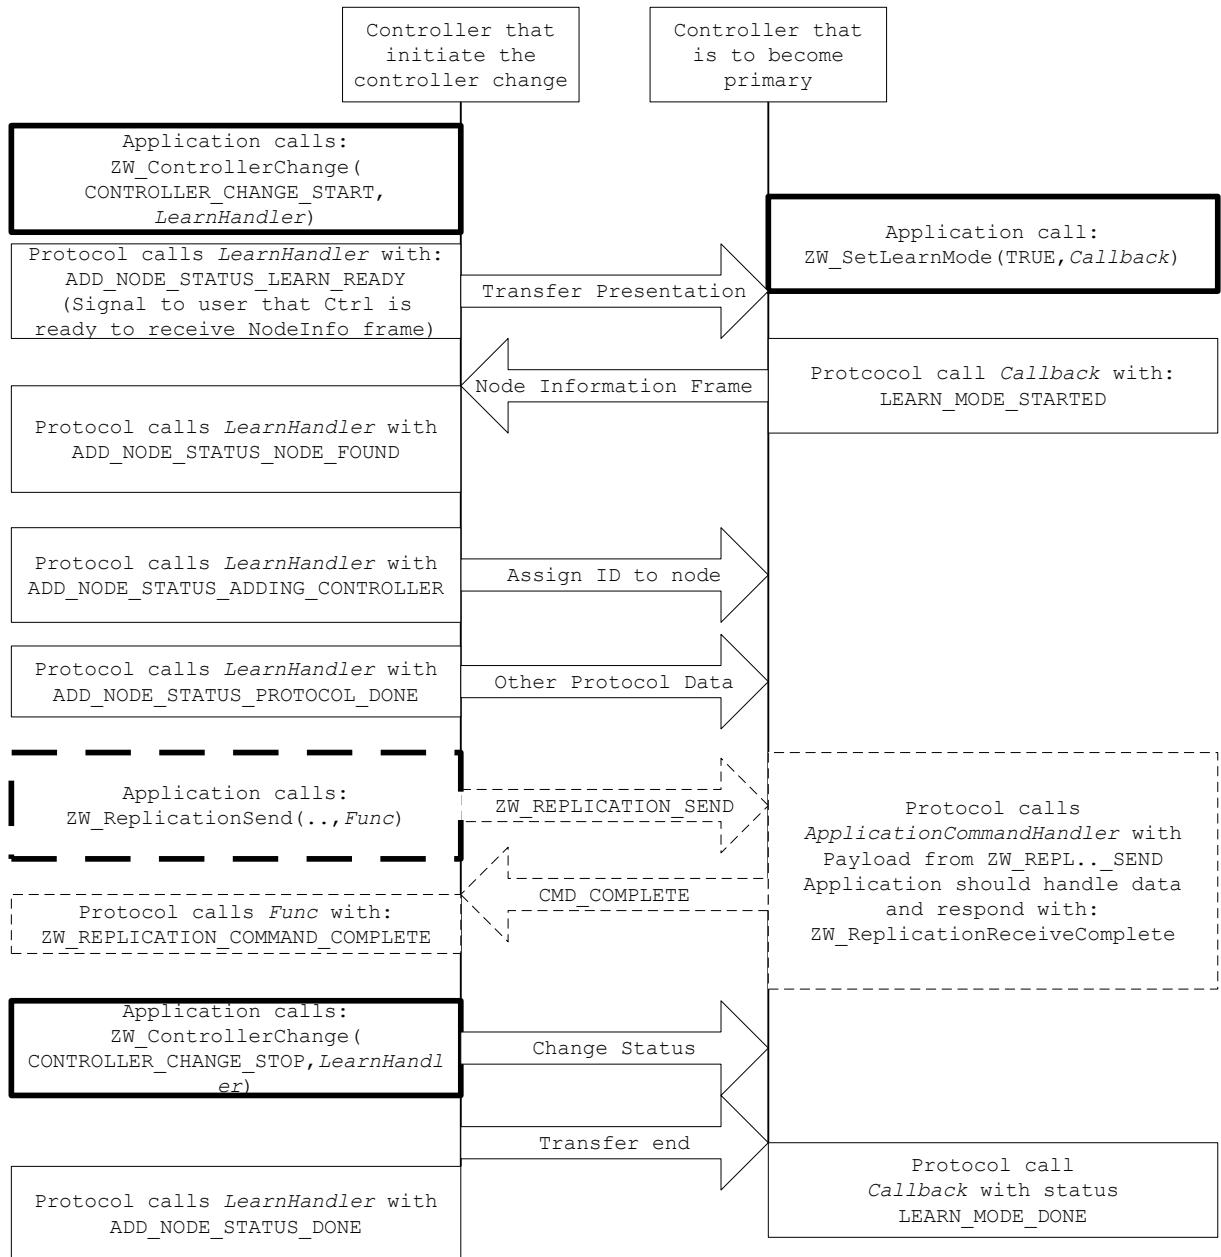 Controller that
initiate the
controller change
Controller that
is to become
primary
Application calls:
ZW_ControllerChange(
CONTROLLER_CHANGE_START,
LearnHandler)
Application call:
ZW_SetLearnMode(TRUE,Callback)
Protocol calls LearnHandler with:
ADD_NODE_STATUS_LEARN_READY
(Signal to user that Ctrl is
ready to receive NodeInfo frame)
Transfer Presentation
Node Information Frame
Protcocol call Callback with:
LEARN_MODE_STARTED
Protocol calls LearnHandler with
ADD_NODE_STATUS_NODE_FOUND
Protocol calls LearnHandler with
ADD_NODE_STATUS_ADDING_CONTROLLER
Assign ID to node
Protocol calls LearnHandler with
ADD_NODE_STATUS_PROTOCOL_DONE
Other Protocol Data
Application calls:
ZW_ReplicationSend(..,Func)
ZW_REPLICATION_SEND
Protocol calls
ApplicationCommandHandler with
Payload from ZW_REPL.._SEND
Application should handle data
and respond with:
ZW_ReplicationReceiveComplete
CMD_COMPLETE
Protocol calls Func with:
ZW_REPLICATION_COMMAND_COMPLETE
Application calls:
ZW_ControllerChange(
CONTROLLER_CHANGE_STOP,LearnHandl
er)
Change Status
Transfer end
Protocol call
Callback with status
LEARN_MODE_DONE
Protocol calls LearnHandler with
ADD_NODE_STATUS_DONE